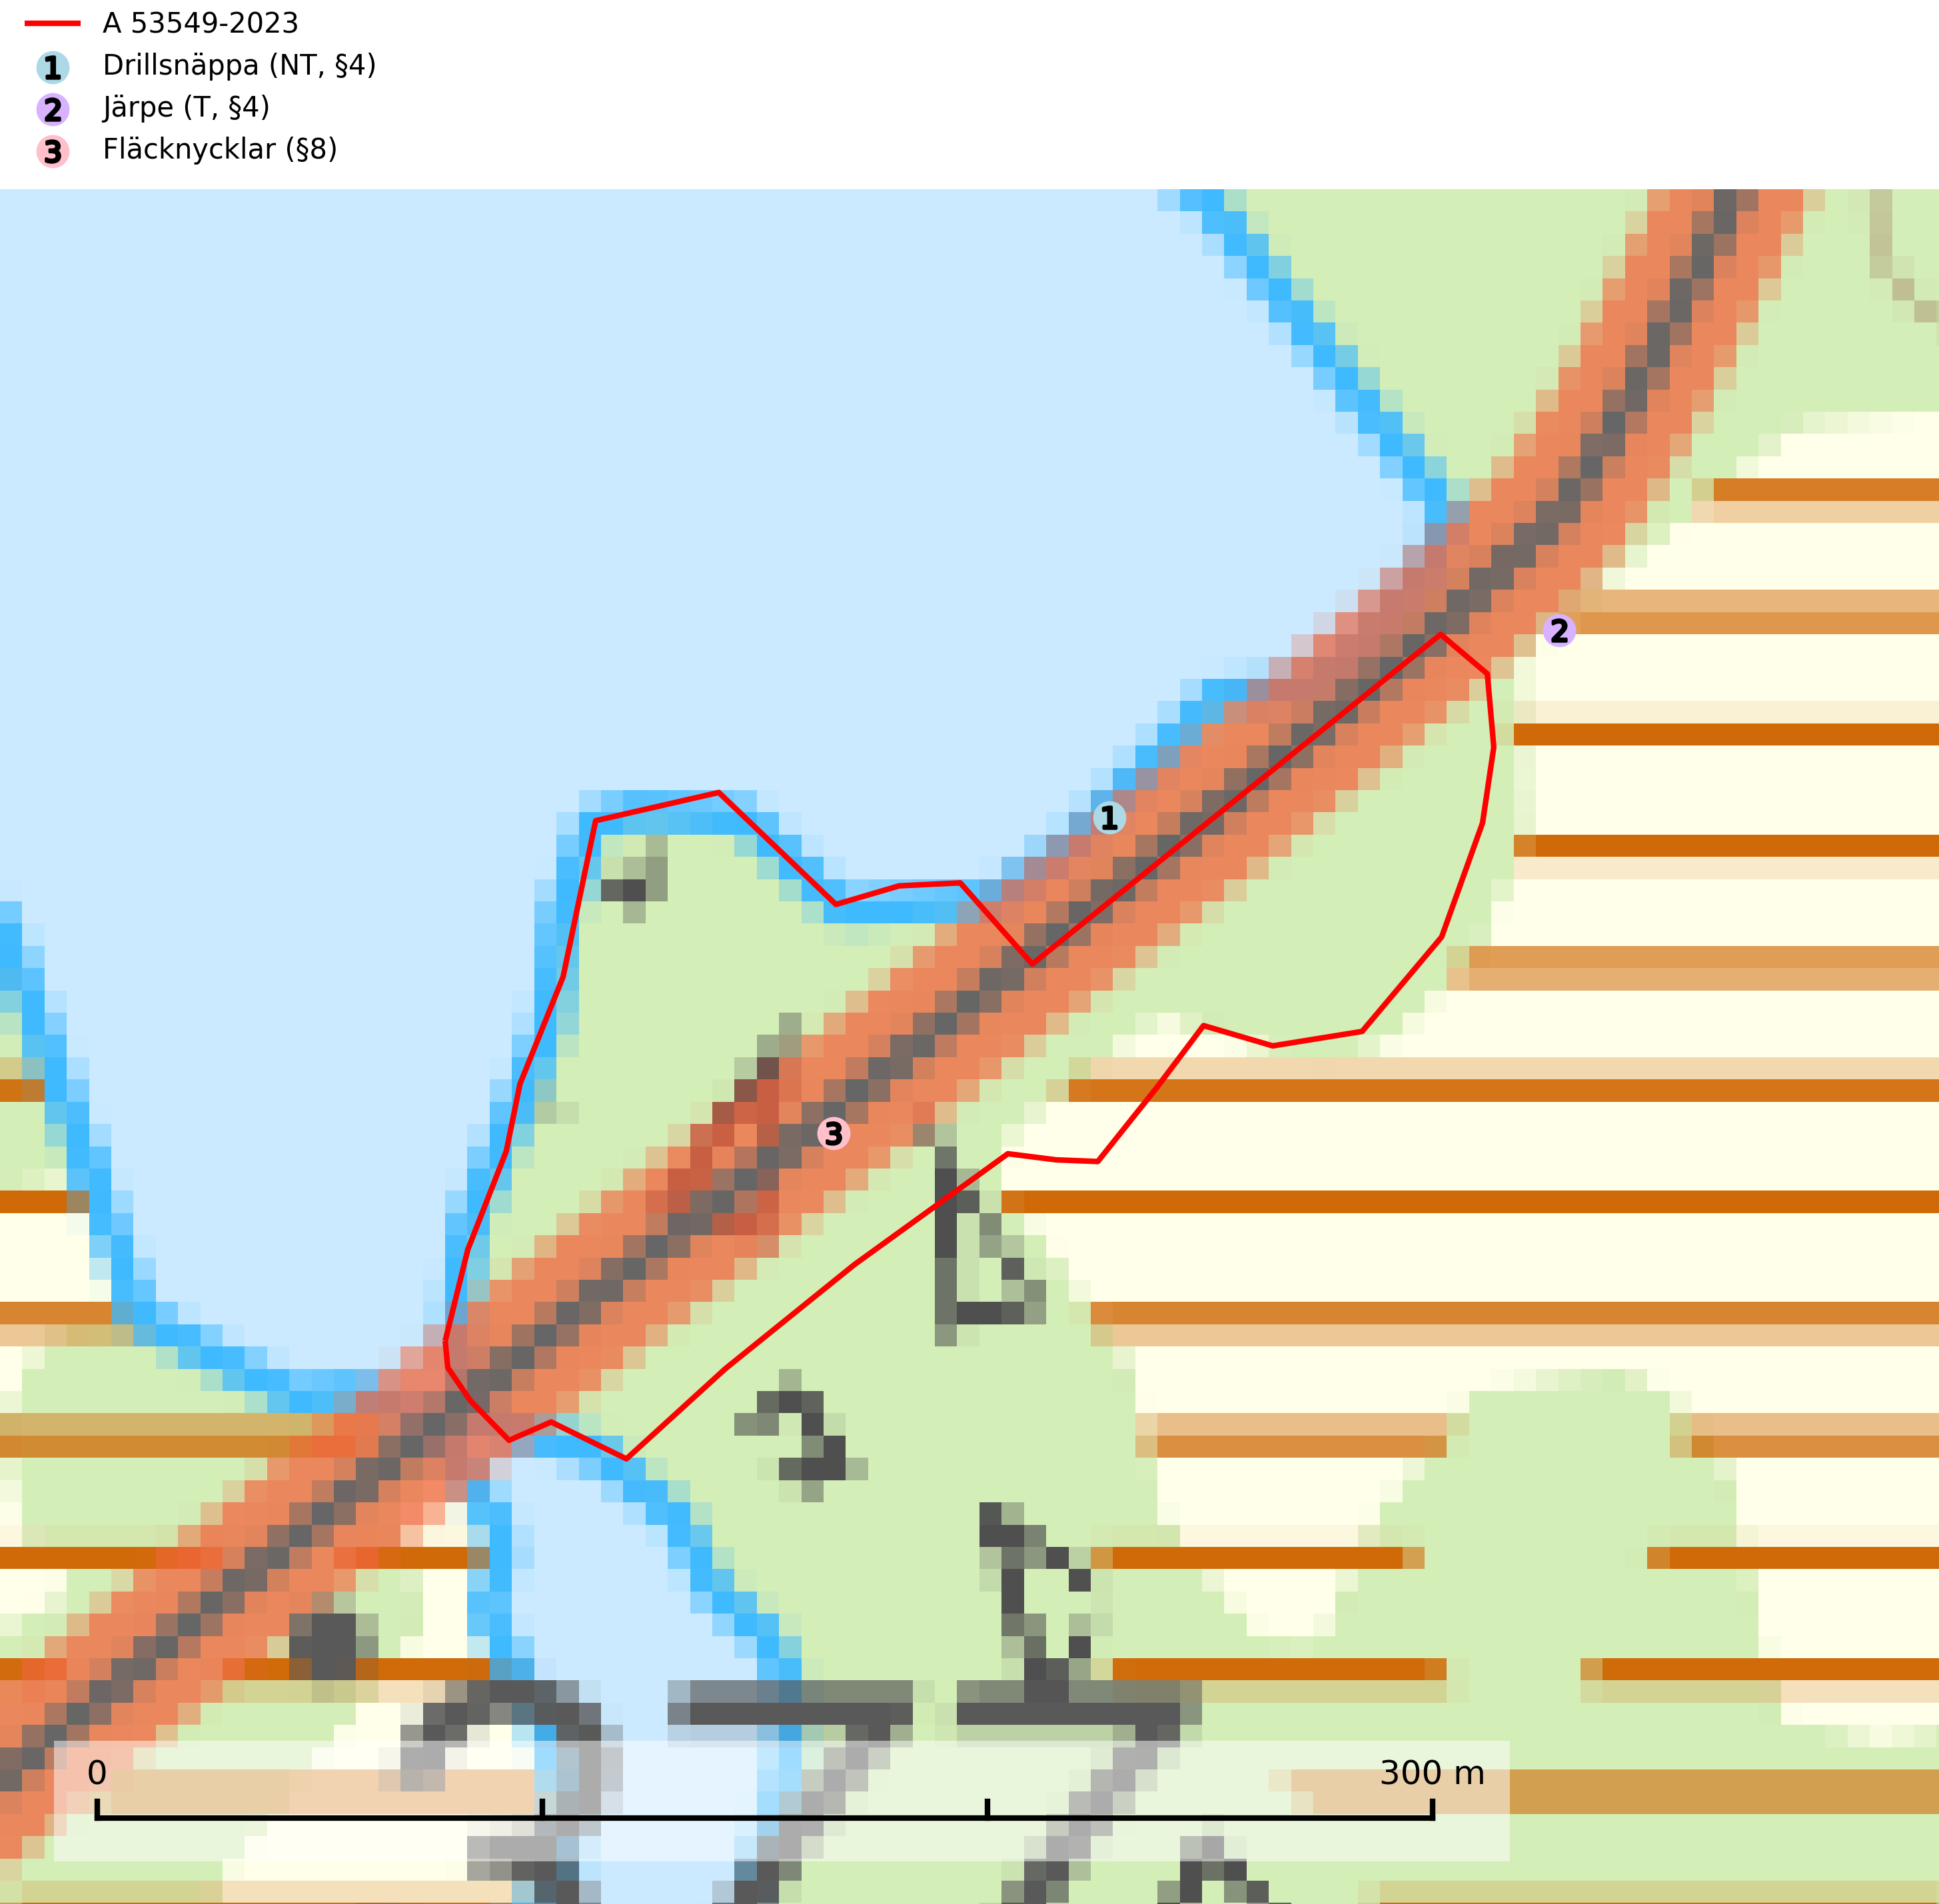 A 53549-2023
1 Drillsnäppa (NT, §4)
2 Järpe (T, §4)
3 Fläcknycklar (§8)
2
1
3
0 300 m